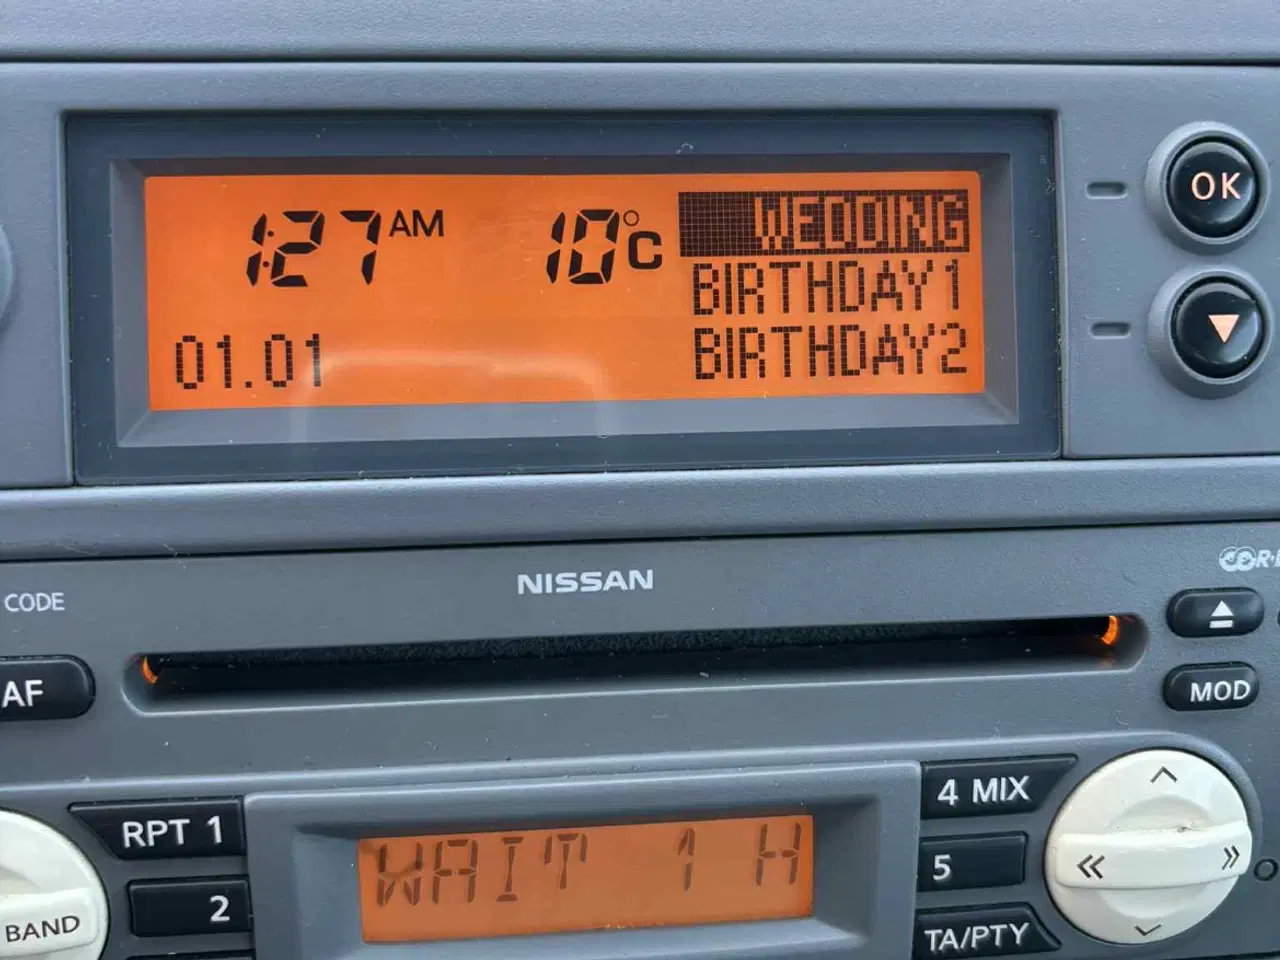 1:27 AM 10°C WEDDING
BIRTHDAY1
01.01 BIRTHDAY2
OK
NISSAN
CODE
AF
MOD
RPT 1
2
BAND
WAIT 1 H
4 MIX
5
TA/PTY